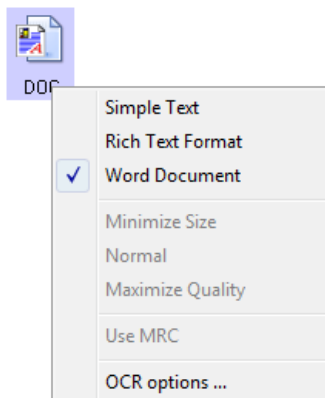 DOC
Simple Text
Rich Text Format
Word Document
Minimize Size
Normal
Maximize Quality
Use MRC
OCR options ...